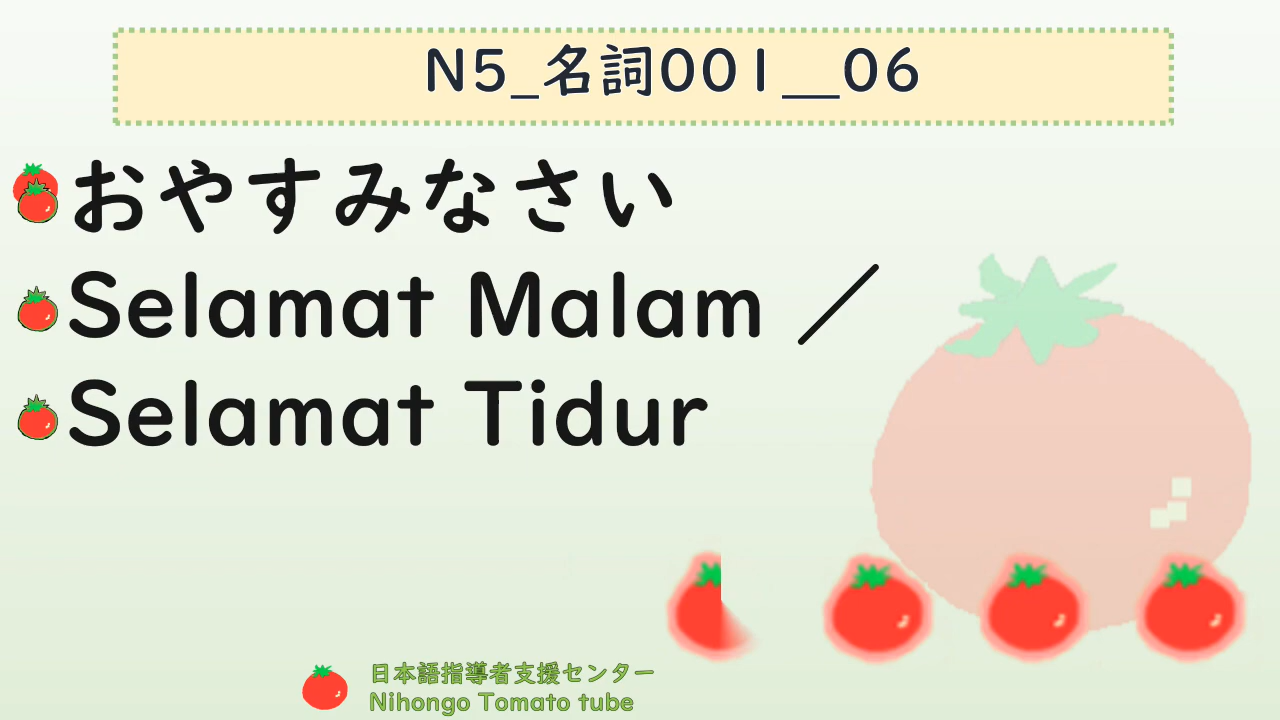 N5_名詞001__06
おやすみなさい
Selamat Malam ／
Selamat Tidur
日本語指導者支援センター
Nihongo Tomato tube